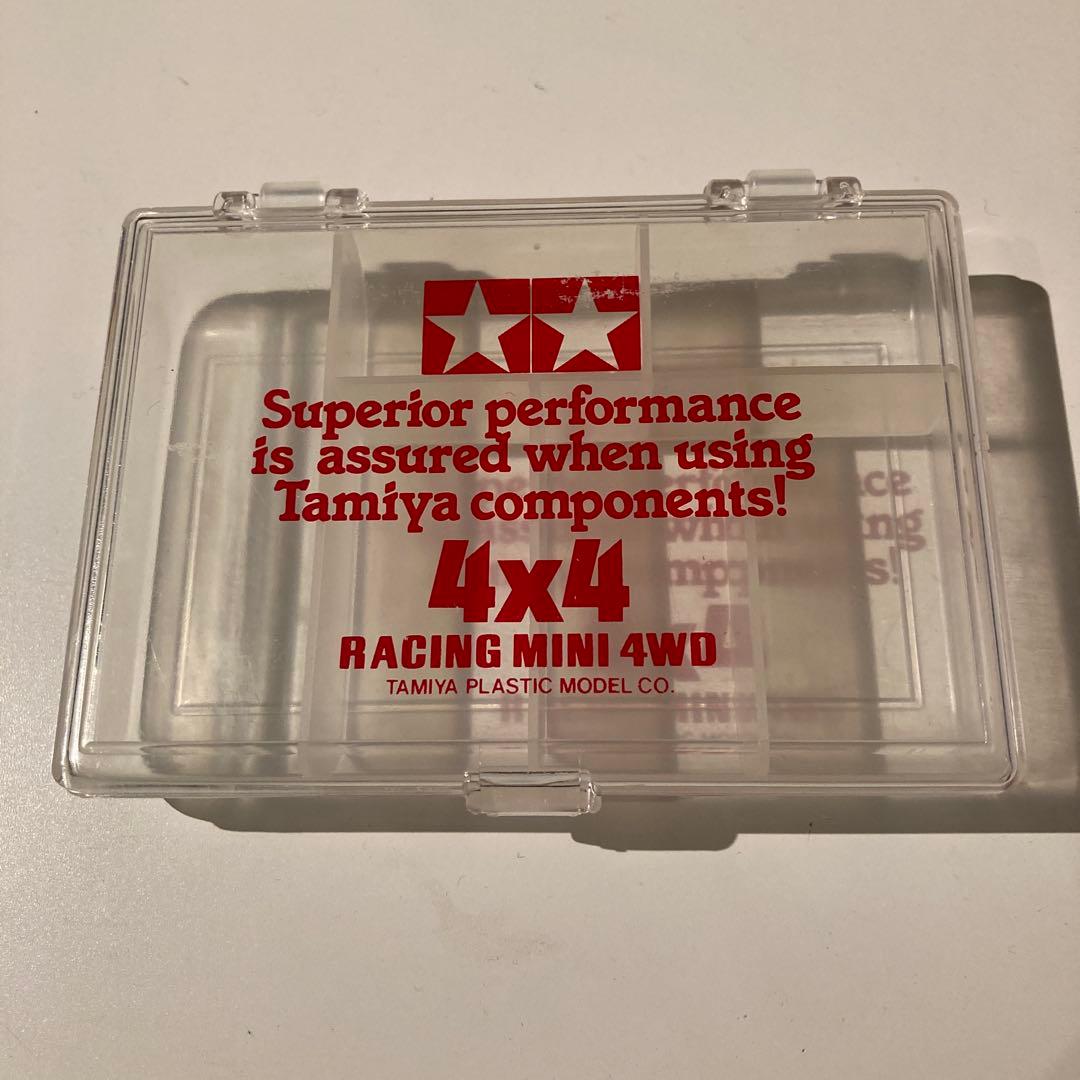 Superior performance
is assured when using
Tamiya components!
4x4
RACING MINI 4WD
TAMIYA PLASTIC MODEL CO.